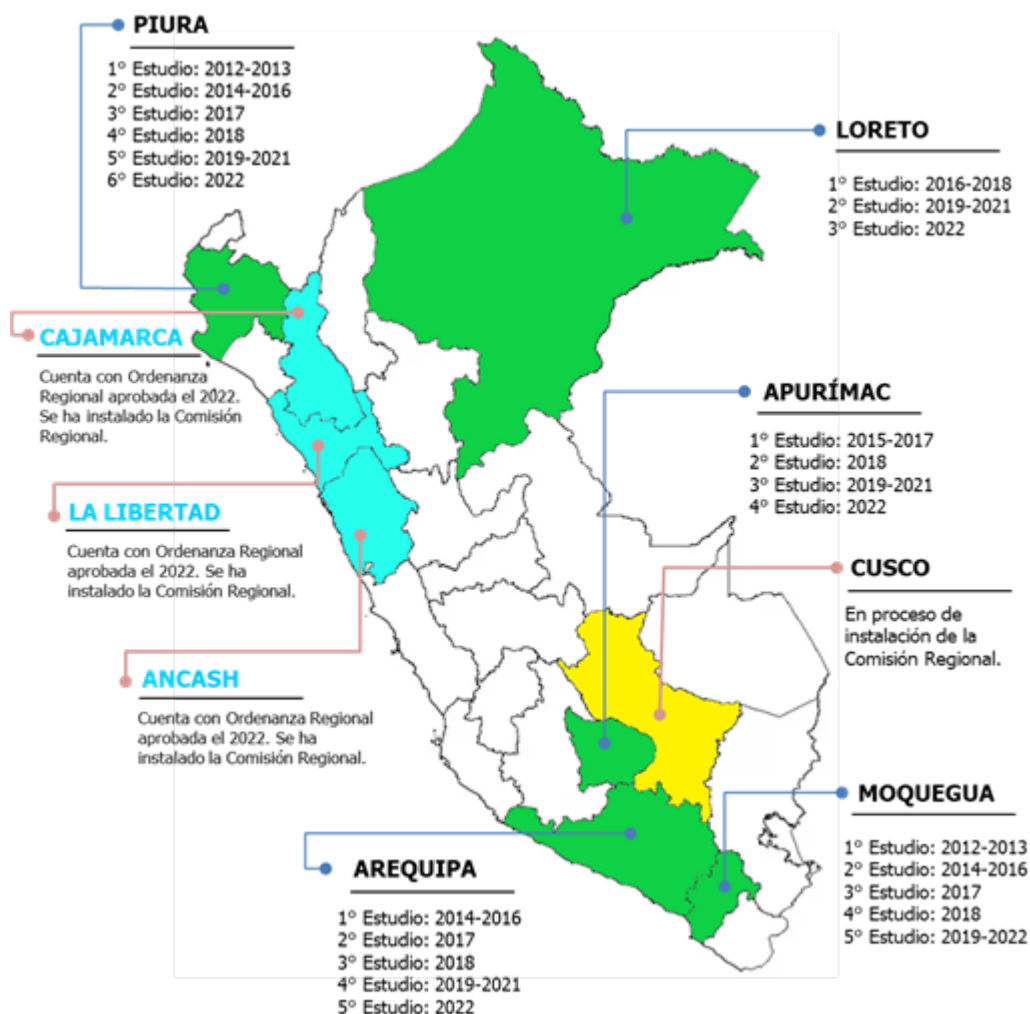 PIURA
1° Estudio: 2012-2013
2° Estudio: 2014-2016
3° Estudio: 2017
4° Estudio: 2018
5° Estudio: 2019-2021
6° Estudio: 2022
LORETO
1° Estudio: 2016-2018
2° Estudio: 2019-2021
3° Estudio: 2022
CAJAMARCA
Cuenta con Ordenanza
Regional aprobada el 2022.
Se ha instalado la Comisión
Regional.
APURÍMAC
1° Estudio: 2015-2017
2° Estudio: 2018
3° Estudio: 2019-2021
4° Estudio: 2022
LA LIBERTAD
Cuenta con Ordenanza Regional
aprobada el 2022. Se ha
instalado la Comisión Regional.
CUSCO
En proceso de
instalación de la
Comisión Regional.
ANCASH
Cuenta con Ordenanza Regional
aprobada el 2022. Se ha
instalado la Comisión Regional.
MOQUEGUA
1° Estudio: 2012-2013
2° Estudio: 2014-2016
3° Estudio: 2017
4° Estudio: 2018
5° Estudio: 2019-2022
AREQUIPA
1° Estudio: 2014-2016
2° Estudio: 2017
3° Estudio: 2018
4° Estudio: 2019-2021
5° Estudio: 2022